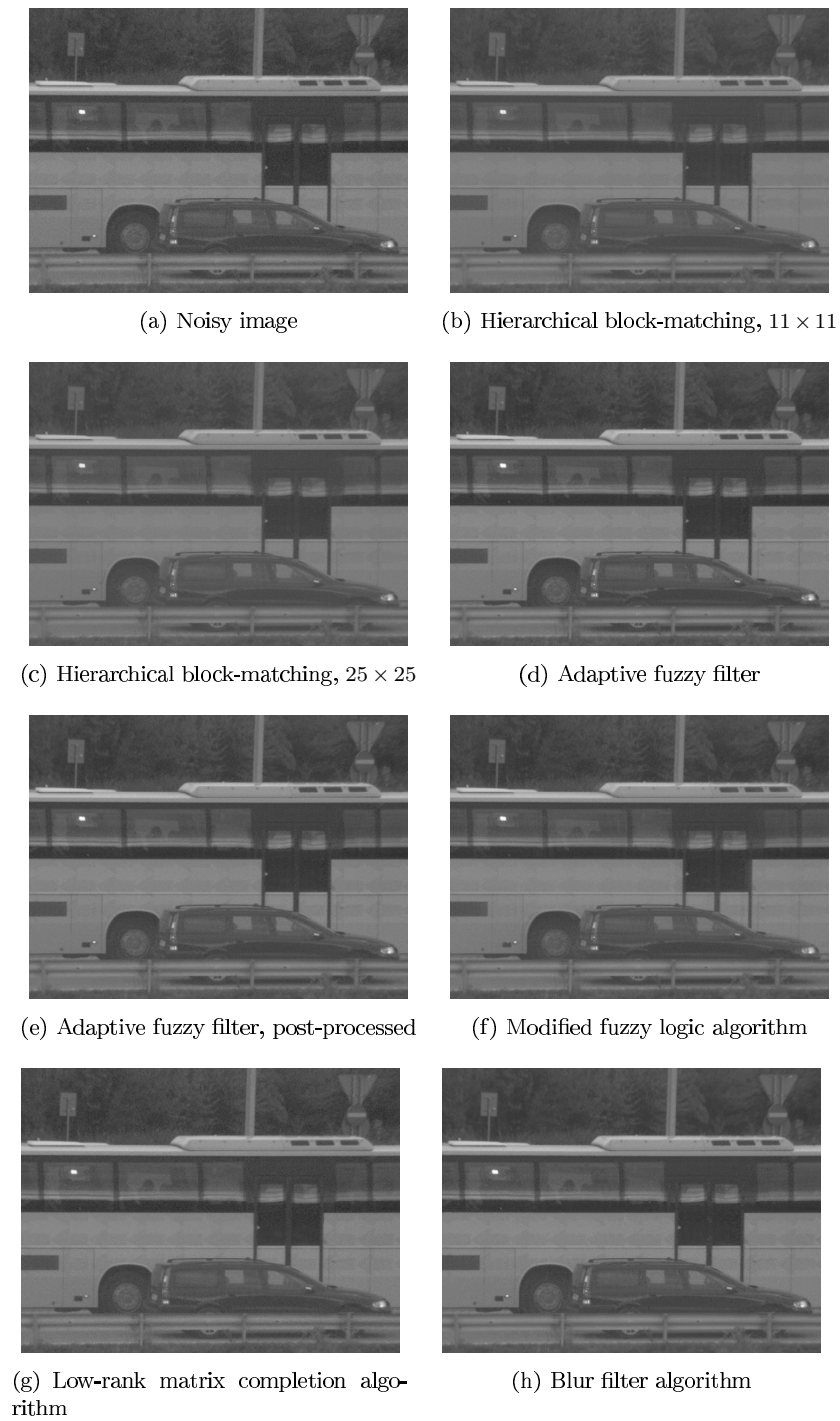 (a) Noisy image
(b) Hierarchical block-matching, 11 × 11
(c) Hierarchical block-matching, 25 × 25
(d) Adaptive fuzzy filter
(e) Adaptive fuzzy filter, post-processed
(f) Modified fuzzy logic algorithm
(g) Low-rank matrix completion algo-
rithm
(h) Blur filter algorithm